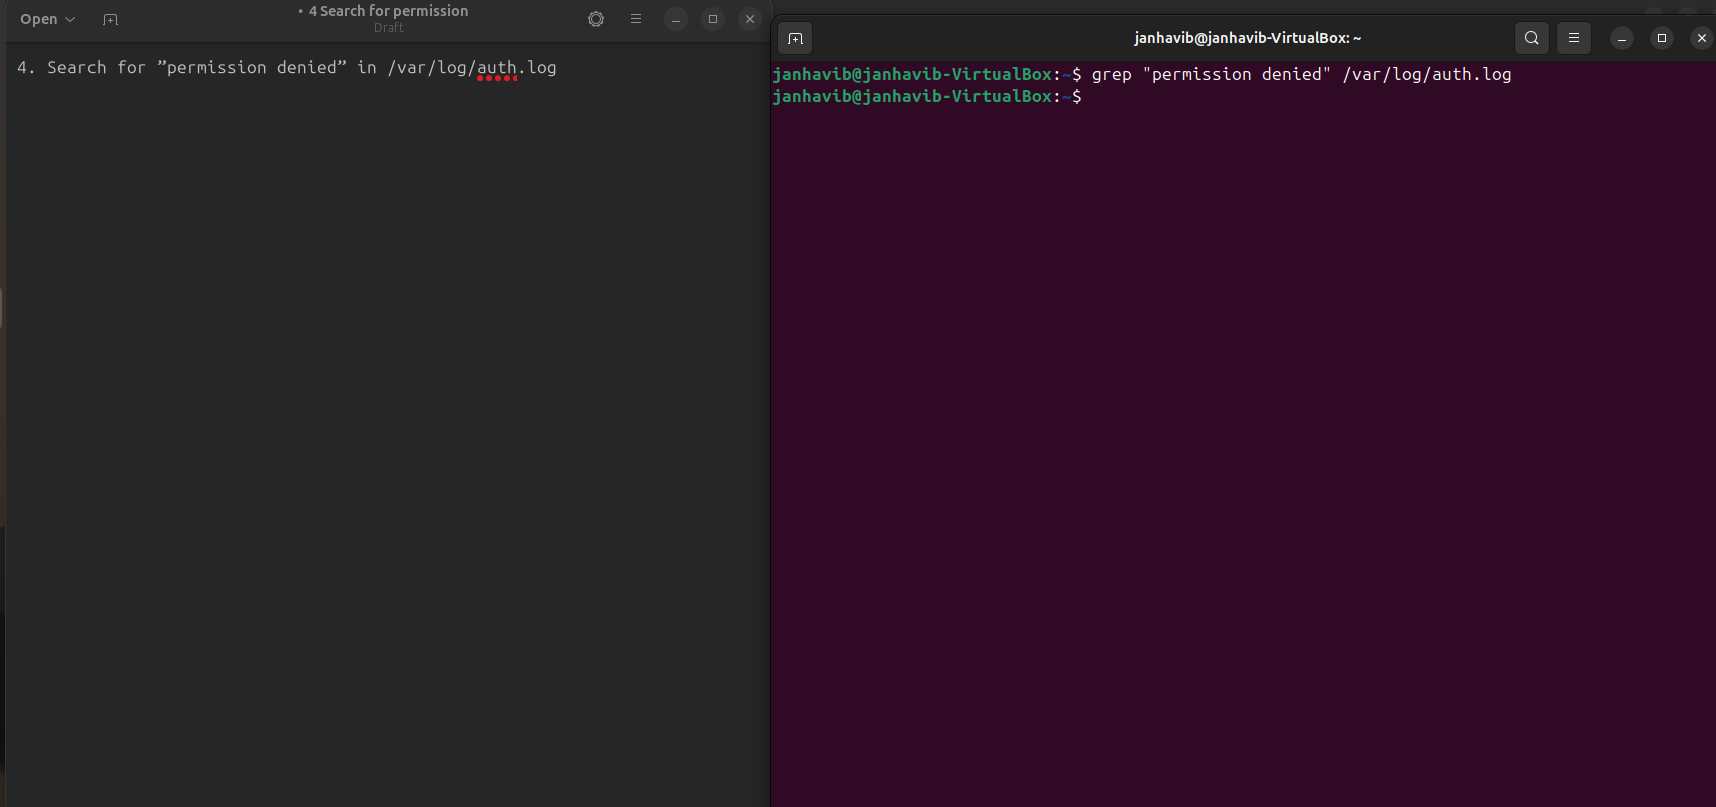 Open
• 4 Search for permission
Draft
4. Search for ”permission denied” in /var/log/auth.log
janhavib@janhavib-VirtualBox: ~
janhavib@janhavib-VirtualBox:~$ grep "permission denied" /var/log/auth.log
janhavib@janhavib-VirtualBox:~$